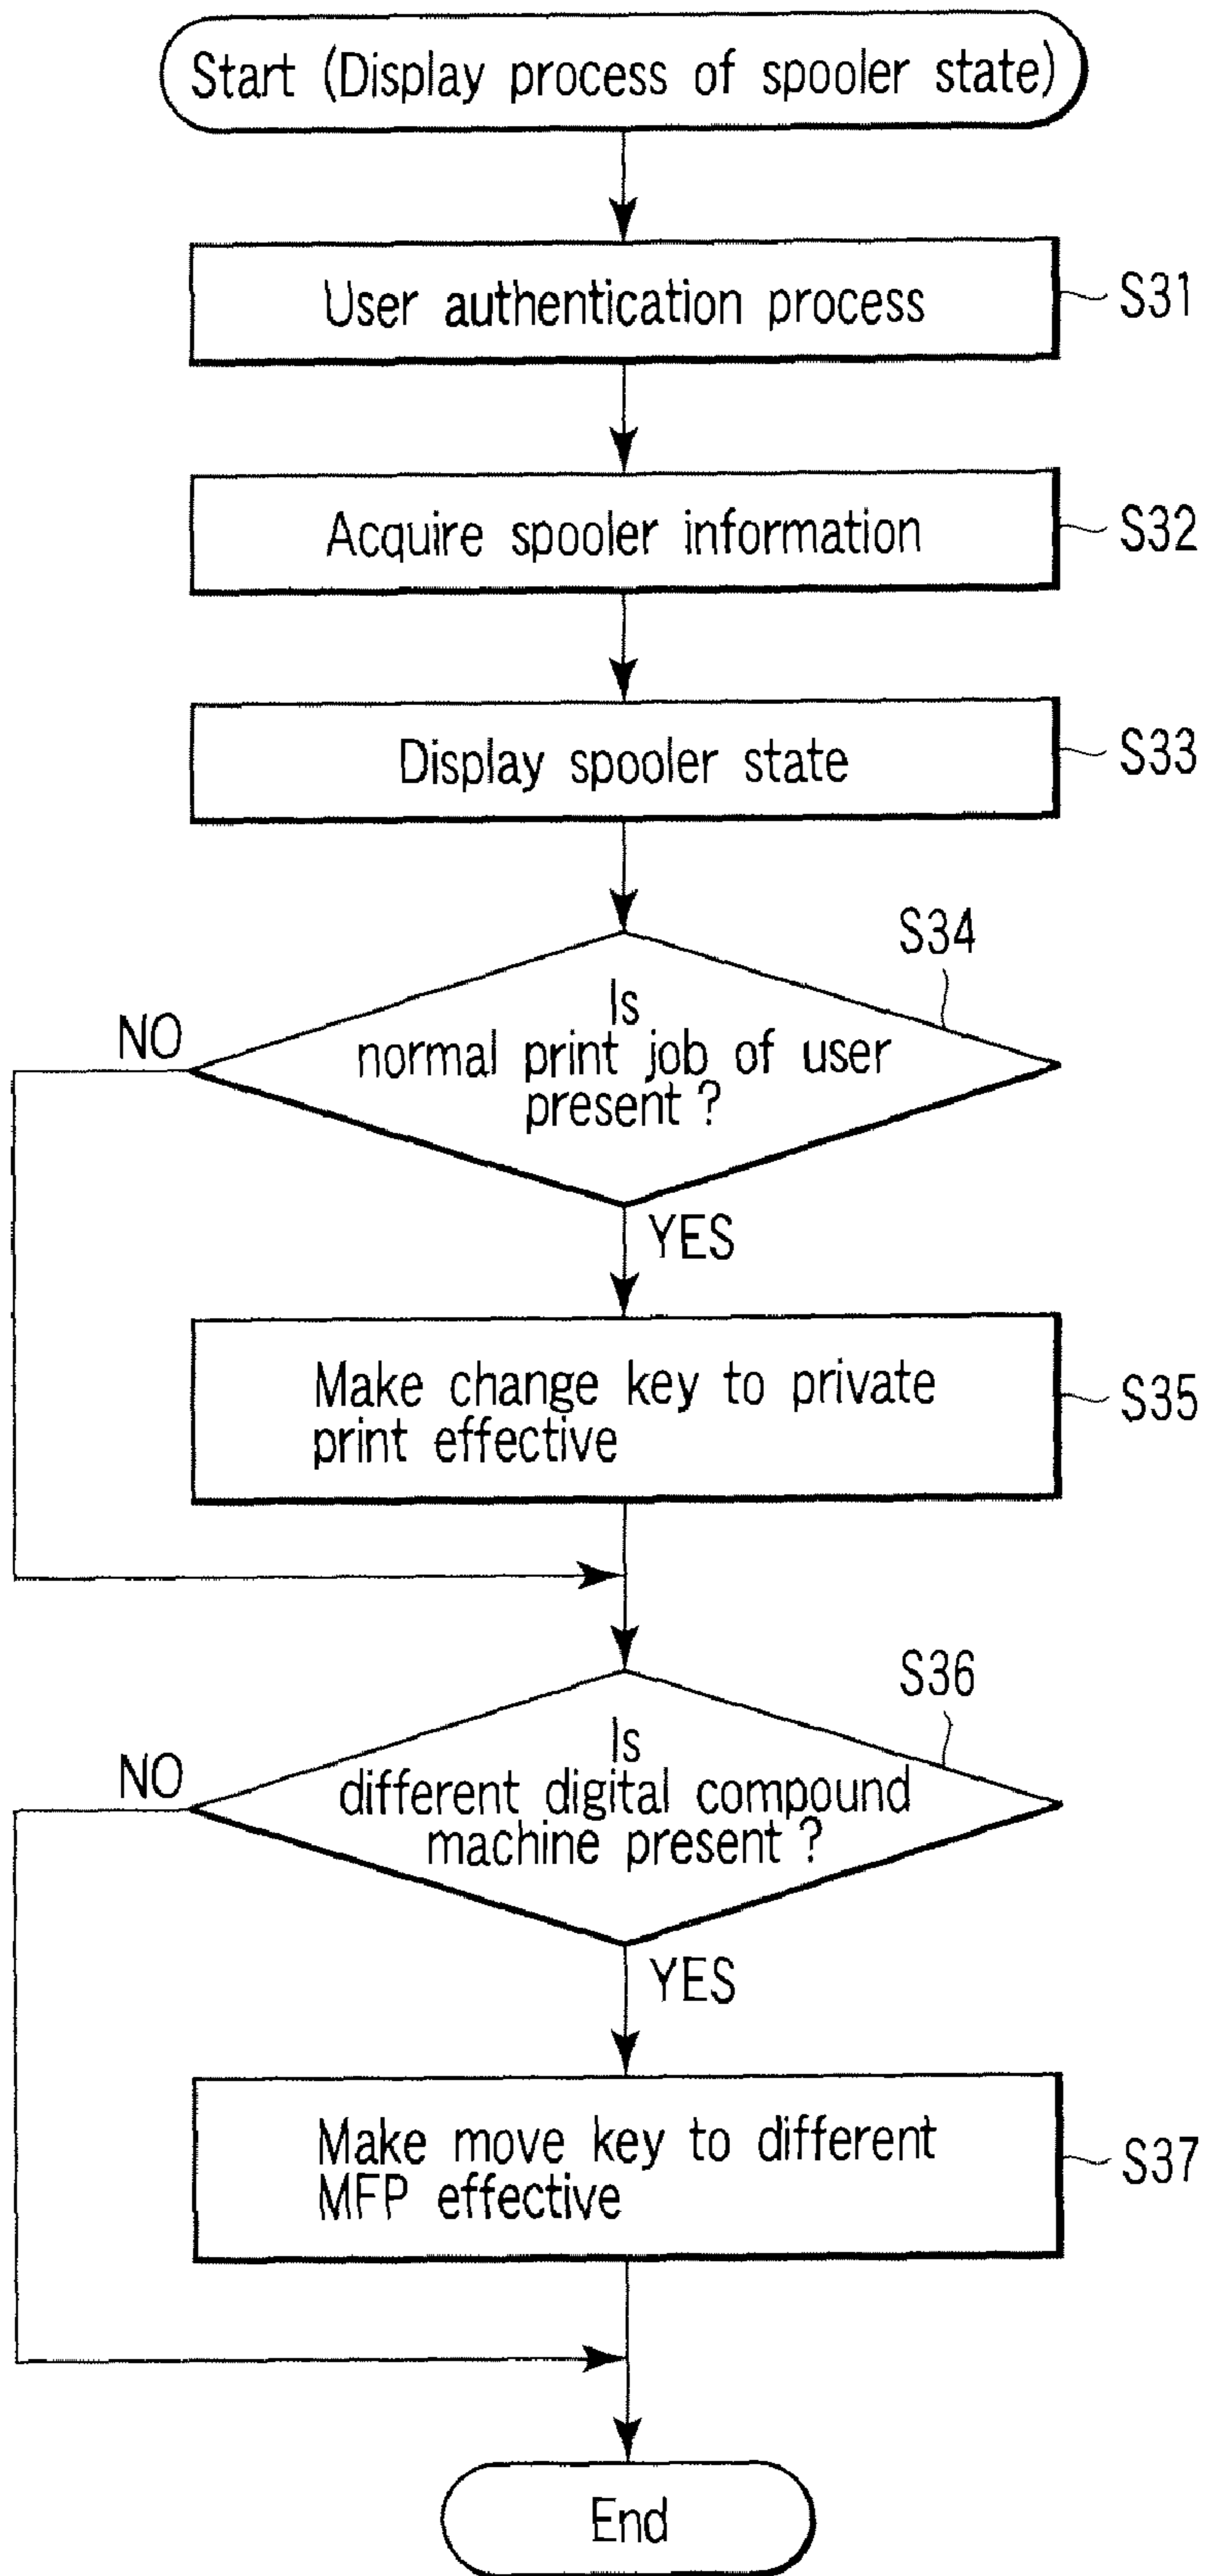 Start (Display process of spooler state)
User authentication process
S31
Acquire spooler information
S32
Display spooler state
S33
S34
Is
normal print job of user
present ?
NO
YES
Make change key to private
print effective
S35
S36
Is
different digital compound
machine present ?
NO
YES
Make move key to different
MFP effective
S37
End